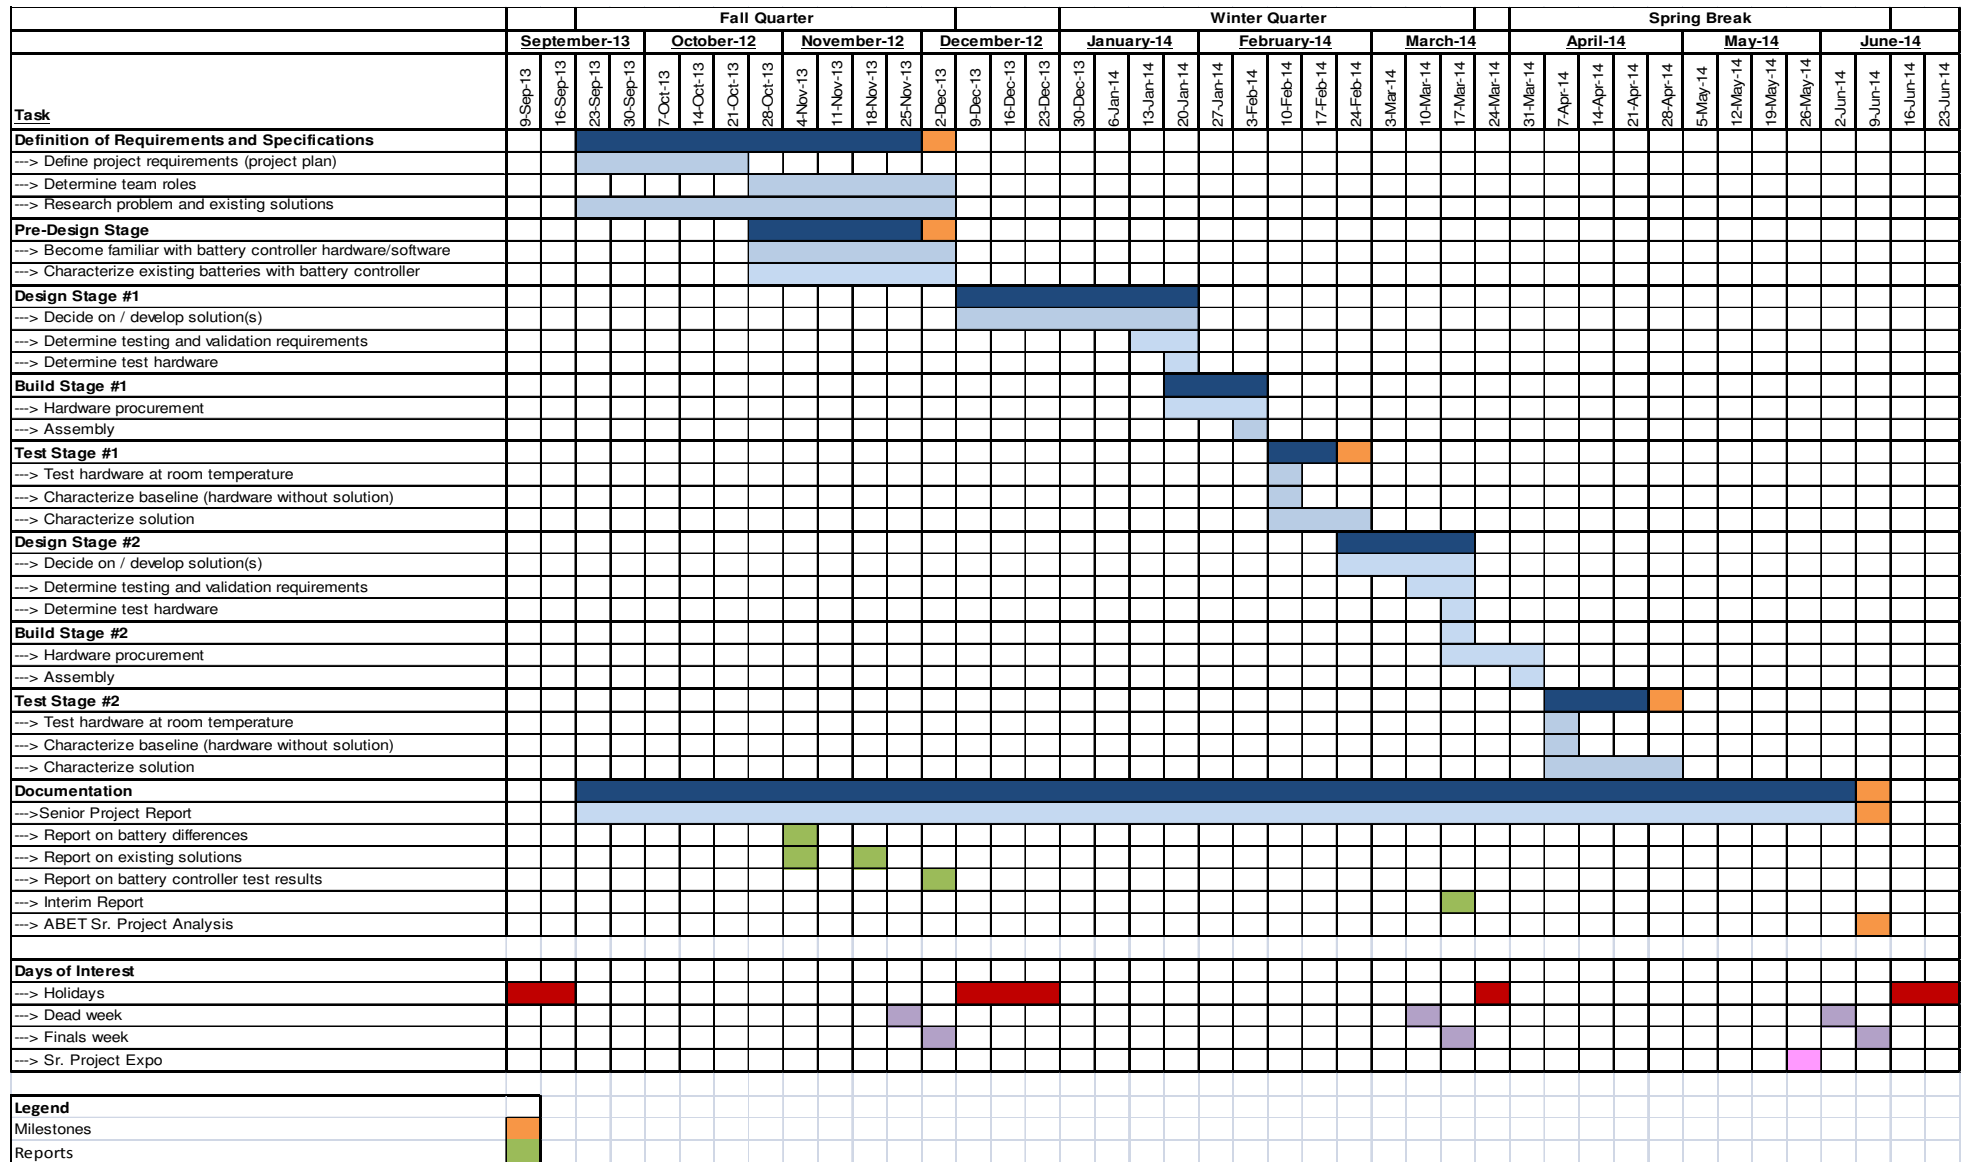 Fall Quarter Winter Quarter Spring Break
September-13 October-12 November-12 December-12 January-14 February-14 March-14 April-14 May-14 June-14
Task 9-Sep-13 16-Sep-13 23-Sep-13 30-Sep-13 7-Oct-13 14-Oct-13 21-Oct-13 28-Oct-13 4-Nov-13 11-Nov-13 18-Nov-13 25-Nov-13 2-Dec-13 9-Dec-13 16-Dec-13 23-Dec-13 30-Dec-13 6-Jan-14 13-Jan-14 20-Jan-14 27-Jan-14 3-Feb-14 10-Feb-14 17-Feb-14 24-Feb-14 3-Mar-14 10-Mar-14 17-Mar-14 24-Mar-14 31-Mar-14 7-Apr-14 14-Apr-14 21-Apr-14 28-Apr-14 5-May-14 12-May-14 19-May-14 26-May-14 2-Jun-14 9-Jun-14 16-Jun-14 23-Jun-14
Definition of Requirements and Specifications
---> Define project requirements (project plan)
---> Determine team roles
---> Research problem and existing solutions
Pre-Design Stage
---> Become familiar with battery controller hardware/software
---> Characterize existing batteries with battery controller
Design Stage #1
---> Decide on / develop solution(s)
---> Determine testing and validation requirements
---> Determine test hardware
Build Stage #1
---> Hardware procurement
---> Assembly
Test Stage #1
---> Test hardware at room temperature
---> Characterize baseline (hardware without solution)
---> Characterize solution
Design Stage #2
---> Decide on / develop solution(s)
---> Determine testing and validation requirements
---> Determine test hardware
Build Stage #2
---> Hardware procurement
---> Assembly
Test Stage #2
---> Test hardware at room temperature
---> Characterize baseline (hardware without solution)
---> Characterize solution
Documentation
--->Senior Project Report
---> Report on battery differences
---> Report on existing solutions
---> Report on battery controller test results
---> Interim Report
---> ABET Sr. Project Analysis
Days of Interest
---> Holidays
---> Dead week
---> Finals week
---> Sr. Project Expo
Legend
Milestones
Reports